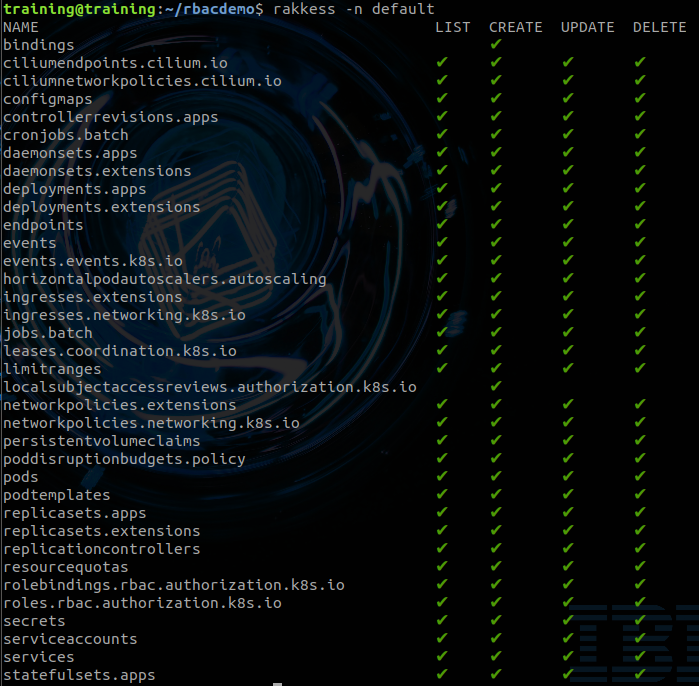 training@training:~/rbacdemo$ rakkess -n default
NAME LIST CREATE UPDATE DELETE
bindings ✔
ciliumendpoints.cilium.io ✔ ✔ ✔ ✔
ciliumnetworkpolicies.cilium.io ✔ ✔ ✔ ✔
configmaps ✔ ✔ ✔ ✔
controllerrevisions.apps ✔ ✔ ✔ ✔
cronjobs.batch ✔ ✔ ✔ ✔
daemonsets.apps ✔ ✔ ✔ ✔
daemonsets.extensions ✔ ✔ ✔ ✔
deployments.apps ✔ ✔ ✔ ✔
deployments.extensions ✔ ✔ ✔ ✔
endpoints ✔ ✔ ✔ ✔
events ✔ ✔ ✔ ✔
events.events.k8s.io ✔ ✔ ✔ ✔
horizontalpodautoscalers.autoscaling ✔ ✔ ✔ ✔
ingresses.extensions ✔ ✔ ✔ ✔
ingresses.networking.k8s.io ✔ ✔ ✔ ✔
jobs.batch ✔ ✔ ✔ ✔
leases.coordination.k8s.io ✔ ✔ ✔ ✔
limitranges ✔ ✔ ✔ ✔
localsubjectaccessreviews.authorization.k8s.io ✔
networkpolicies.extensions ✔ ✔ ✔ ✔
networkpolicies.networking.k8s.io ✔ ✔ ✔ ✔
persistentvolumeclaims ✔ ✔ ✔ ✔
poddisruptionbudgets.policy ✔ ✔ ✔ ✔
pods ✔ ✔ ✔ ✔
podtemplates ✔ ✔ ✔ ✔
replicasets.apps ✔ ✔ ✔ ✔
replicasets.extensions ✔ ✔ ✔ ✔
replicationcontrollers ✔ ✔ ✔ ✔
resourcequotas ✔ ✔ ✔ ✔
rolebindings.rbac.authorization.k8s.io ✔ ✔ ✔ ✔
roles.rbac.authorization.k8s.io ✔ ✔ ✔ ✔
secrets ✔ ✔ ✔ ✔
serviceaccounts ✔ ✔ ✔ ✔
services ✔ ✔ ✔ ✔
statefulsets.apps ✔ ✔ ✔ ✔